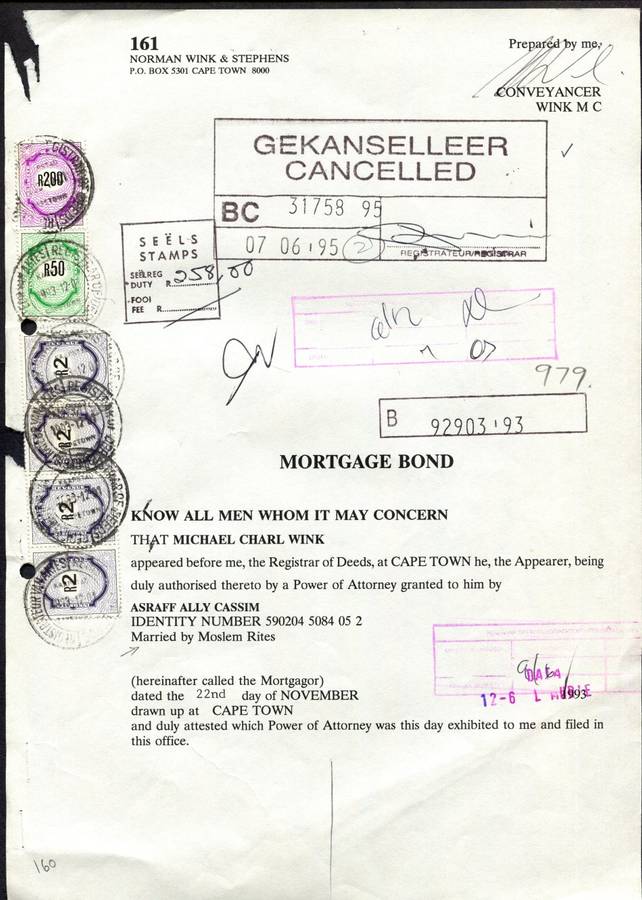 161
NORMAN WINK & STEPHENS
P.O. BOX 5301 CAPE TOWN 8000
Prepared by me,
CONVEYANCER
WINK M C
GEKANSELLEER
CANCELLED
BC 31758 95
07 06 '95 2
REGISTRATEUR/REGISTRAR
SEËLS
STAMPS
SEËLREG
DUTY R 258,00
FOOI
FEE R
R200
R50
R2
R2
R2
R2
979.
B 92903 '93
MORTGAGE BOND
KNOW ALL MEN WHOM IT MAY CONCERN
THAT MICHAEL CHARL WINK
appeared before me, the Registrar of Deeds, at CAPE TOWN he, the Appearer, being
duly authorised thereto by a Power of Attorney granted to him by
ASRAFF ALLY CASSIM
IDENTITY NUMBER 590204 5084 05 2
Married by Moslem Rites
(hereinafter called the Mortgagor)
dated the 22nd day of NOVEMBER 1993
drawn up at CAPE TOWN
and duly attested which Power of Attorney was this day exhibited to me and filed in
this office.
DATA
12-6
160